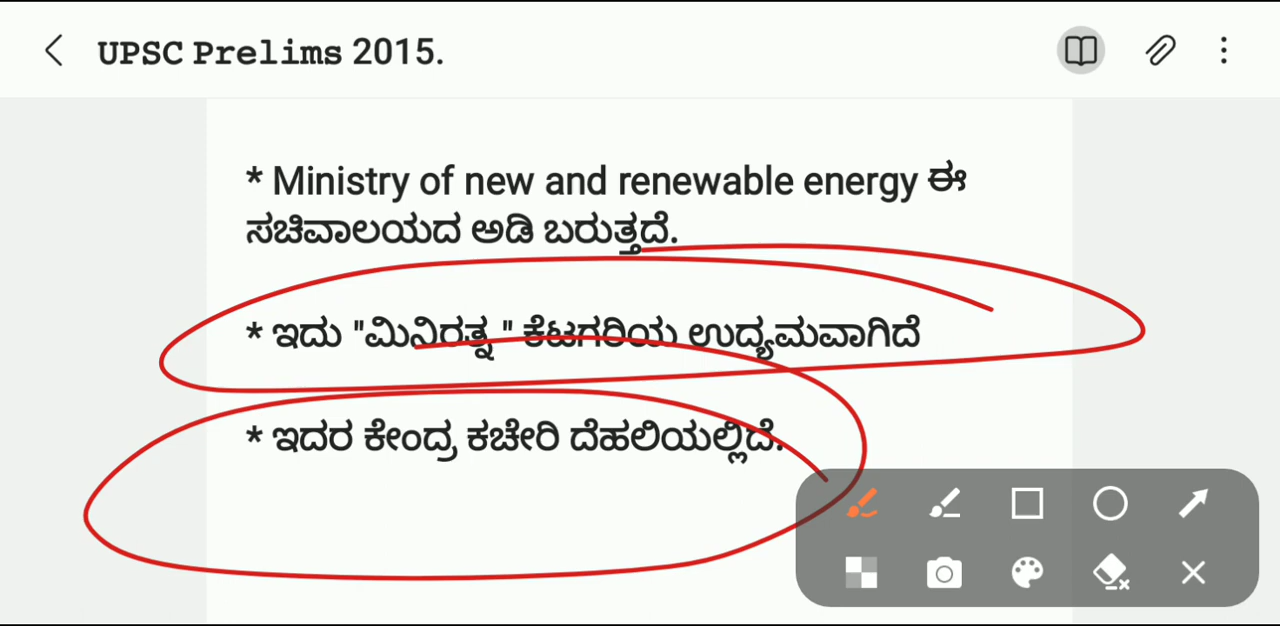 UPSC Prelims 2015.
* Ministry of new and renewable energy ಈ
ಸಚಿವಾಲಯದ ಅಡಿ ಬರುತ್ತದೆ.
* ಇದು "ಮಿನಿರತ್ನ " ಕೆಟಗರಿಯ ಉದ್ಯಮವಾಗಿದೆ
* ಇದರ ಕೇಂದ್ರ ಕಚೇರಿ ದೆಹಲಿಯಲ್ಲಿದೆ.